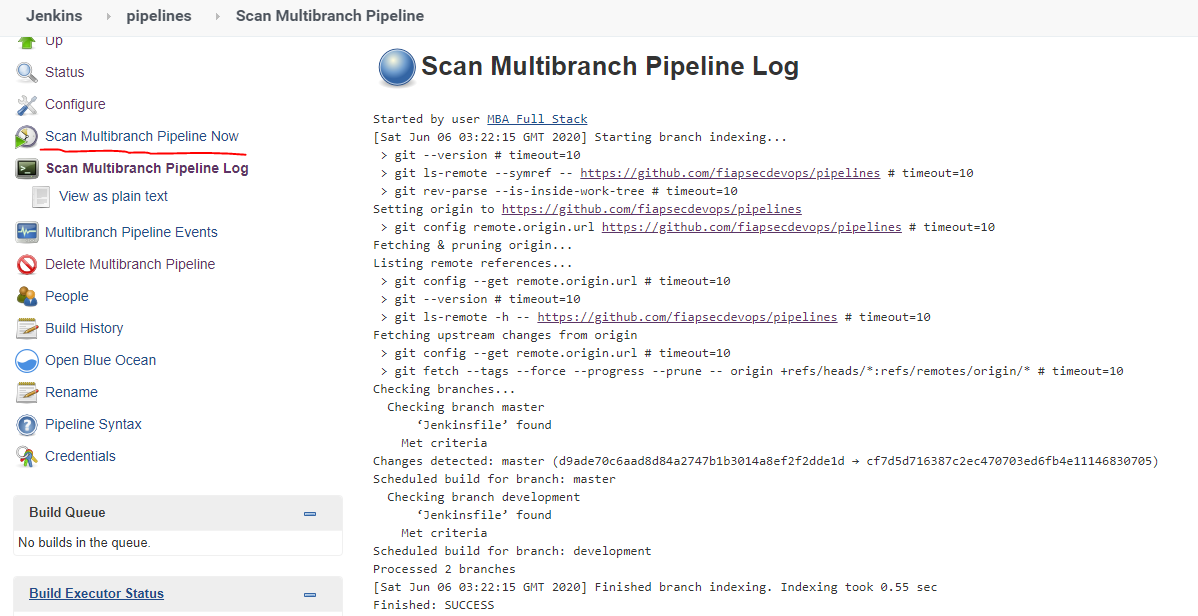 Jenkins › pipelines › Scan Multibranch Pipeline
Up
Status
Configure
Scan Multibranch Pipeline Now
Scan Multibranch Pipeline Log
View as plain text
Multibranch Pipeline Events
Delete Multibranch Pipeline
People
Build History
Open Blue Ocean
Rename
Pipeline Syntax
Credentials
Build Queue
No builds in the queue.
Build Executor Status
Scan Multibranch Pipeline Log
Started by user MBA Full Stack
[Sat Jun 06 03:22:15 GMT 2020] Starting branch indexing...
> git --version # timeout=10
> git ls-remote --symref -- https://github.com/fiapsecdevops/pipelines # timeout=10
> git rev-parse --is-inside-work-tree # timeout=10
Setting origin to https://github.com/fiapsecdevops/pipelines
> git config remote.origin.url https://github.com/fiapsecdevops/pipelines # timeout=10
Fetching & pruning origin...
Listing remote references...
> git config --get remote.origin.url # timeout=10
> git --version # timeout=10
> git ls-remote -h -- https://github.com/fiapsecdevops/pipelines # timeout=10
Fetching upstream changes from origin
> git config --get remote.origin.url # timeout=10
> git fetch --tags --force --progress --prune -- origin +refs/heads/*:refs/remotes/origin/* # timeout=10
Checking branches...
Checking branch master
‘Jenkinsfile’ found
Met criteria
Changes detected: master (d9ade70c6aad8d84a2747b1b3014a8ef2f2dde1d → cf7d5d716387c2ec470703ed6fb4e11146830705)
Scheduled build for branch: master
Checking branch development
‘Jenkinsfile’ found
Met criteria
Scheduled build for branch: development
Processed 2 branches
[Sat Jun 06 03:22:15 GMT 2020] Finished branch indexing. Indexing took 0.55 sec
Finished: SUCCESS